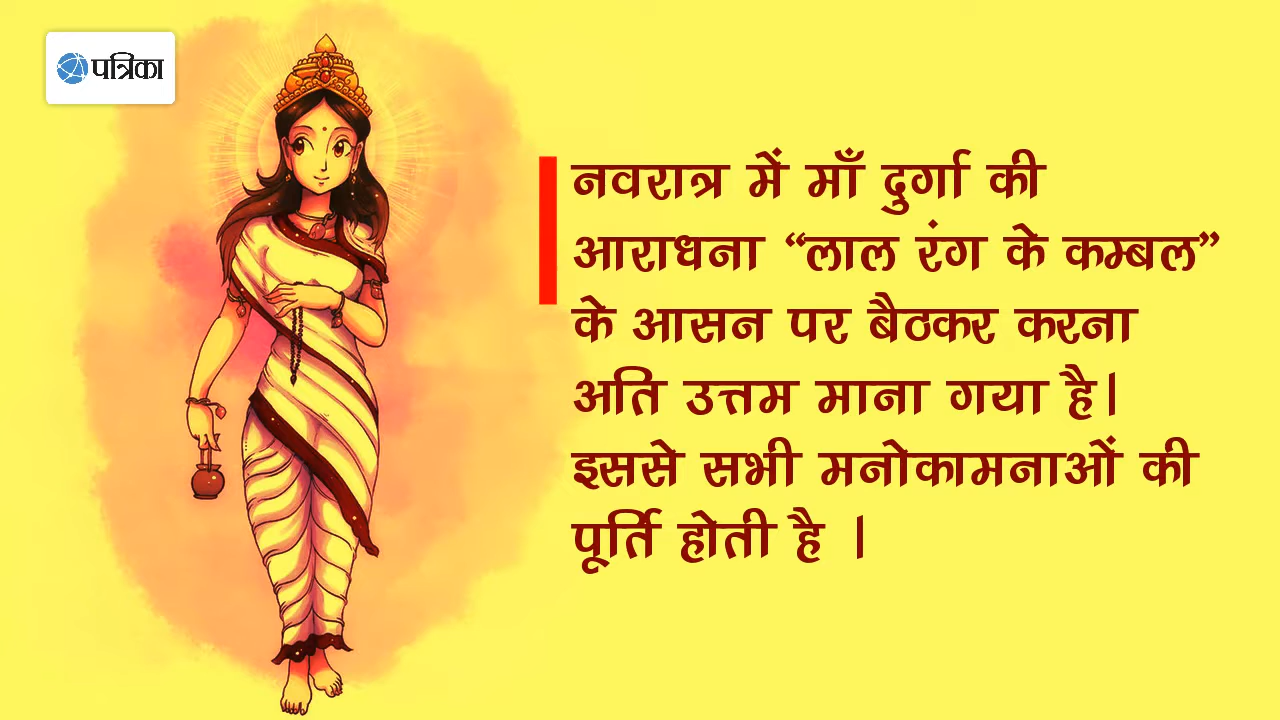 पत्रिका
नवरात्र में माँ दुर्गा की
आराधना “लाल रंग के कम्बल”
के आसन पर बैठकर करना
अति उत्तम माना गया है।
इससे सभी मनोकामनाओं की
पूर्ति होती है ।